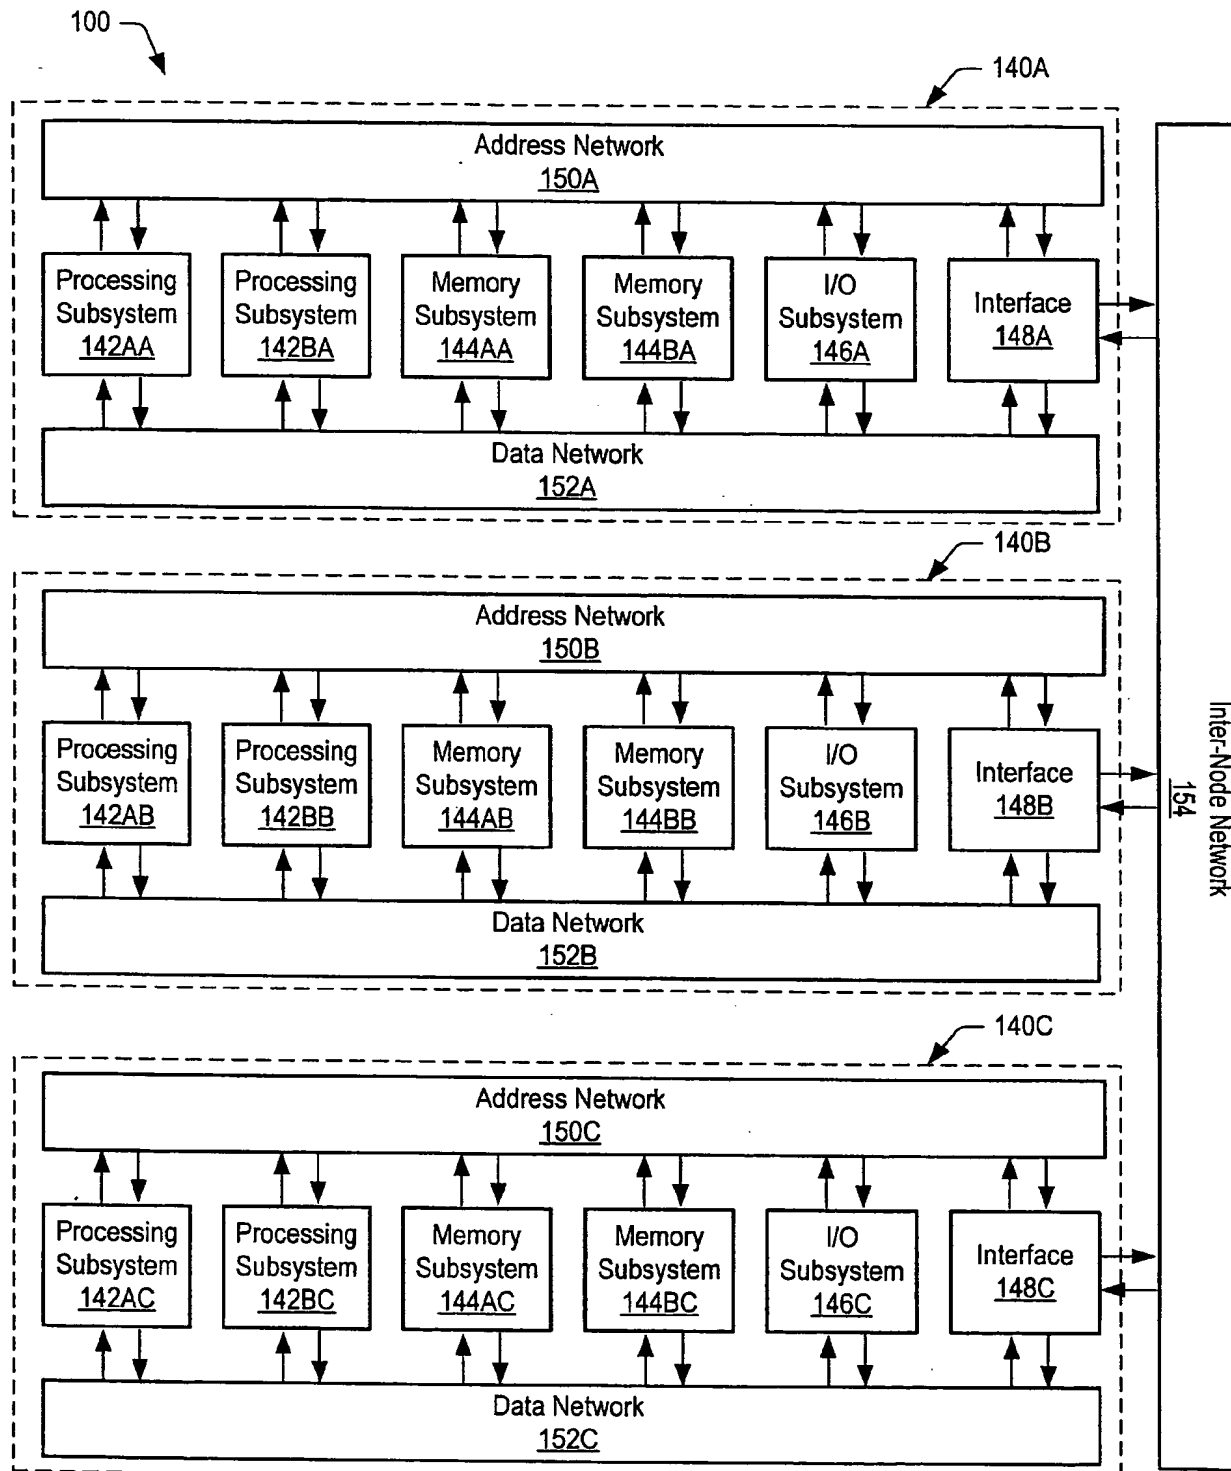 100
140A
Address Network
150A
Processing
Subsystem
142AA
Processing
Subsystem
142BA
Memory
Subsystem
144AA
Memory
Subsystem
144BA
I/O
Subsystem
146A
Interface
148A
Data Network
152A
140B
Address Network
150B
Processing
Subsystem
142AB
Processing
Subsystem
142BB
Memory
Subsystem
144AB
Memory
Subsystem
144BB
I/O
Subsystem
146B
Interface
148B
Data Network
152B
140C
Address Network
150C
Processing
Subsystem
142AC
Processing
Subsystem
142BC
Memory
Subsystem
144AC
Memory
Subsystem
144BC
I/O
Subsystem
146C
Interface
148C
Data Network
152C
Inter-Node Network
154